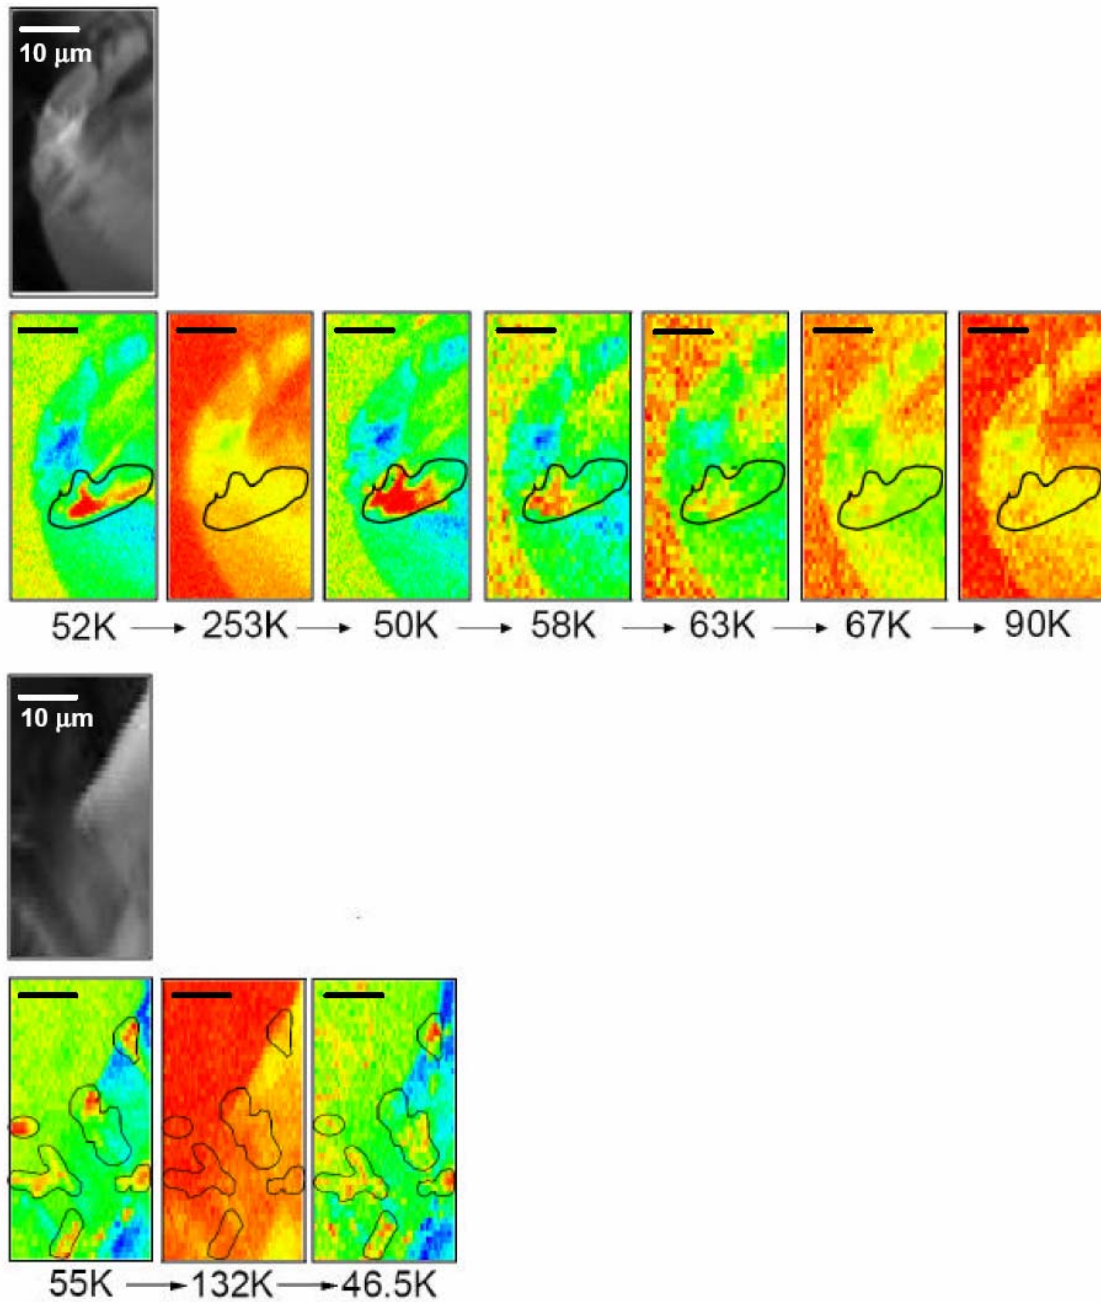 10 μm
52K → 253K → 50K → 58K → 63K → 67K → 90K
10 μm
55K → 132K → 46.5K